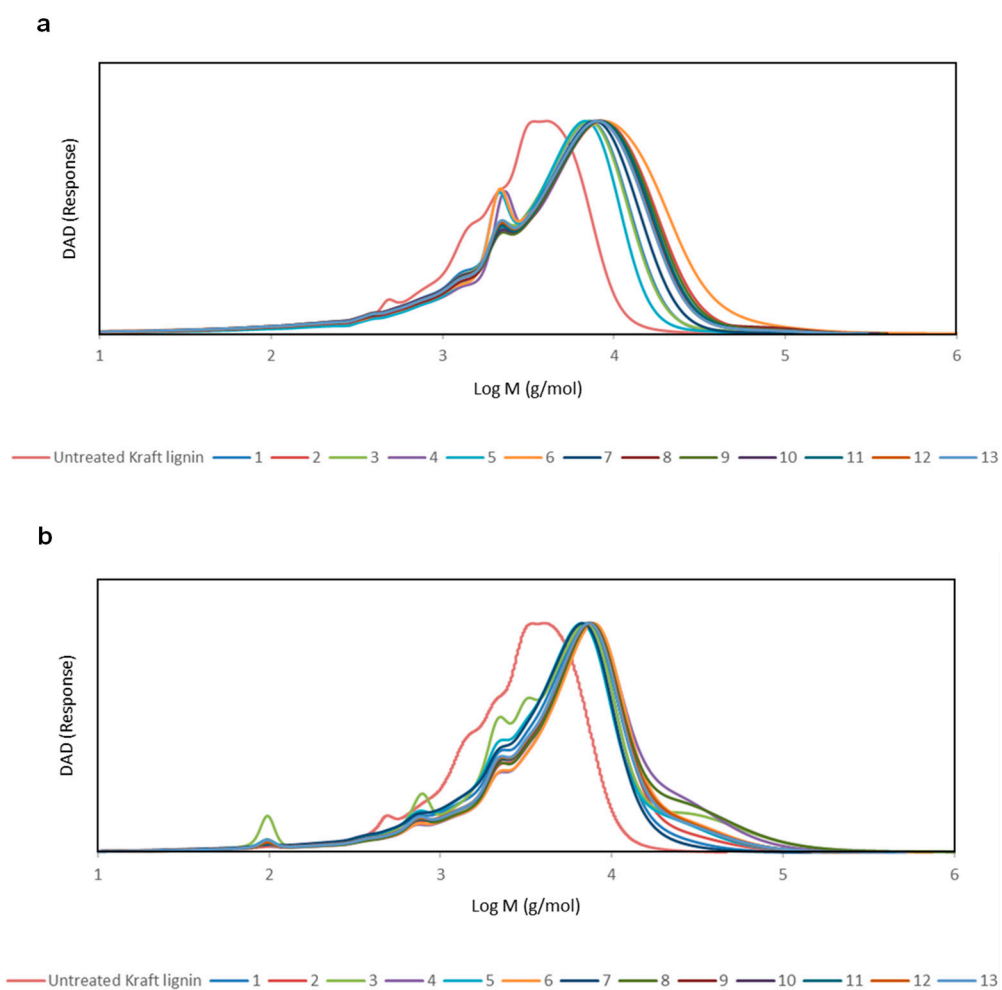 a
DAD (Response)
1 2 3 4 5 6
Log M (g/mol)
Untreated Kraft lignin 1 2 3 4 5 6 7 8 9 10 11 12 13
b
DAD (Response)
1 2 3 4 5 6
Log M (g/mol)
Untreated Kraft lignin 1 2 3 4 5 6 7 8 9 10 11 12 13